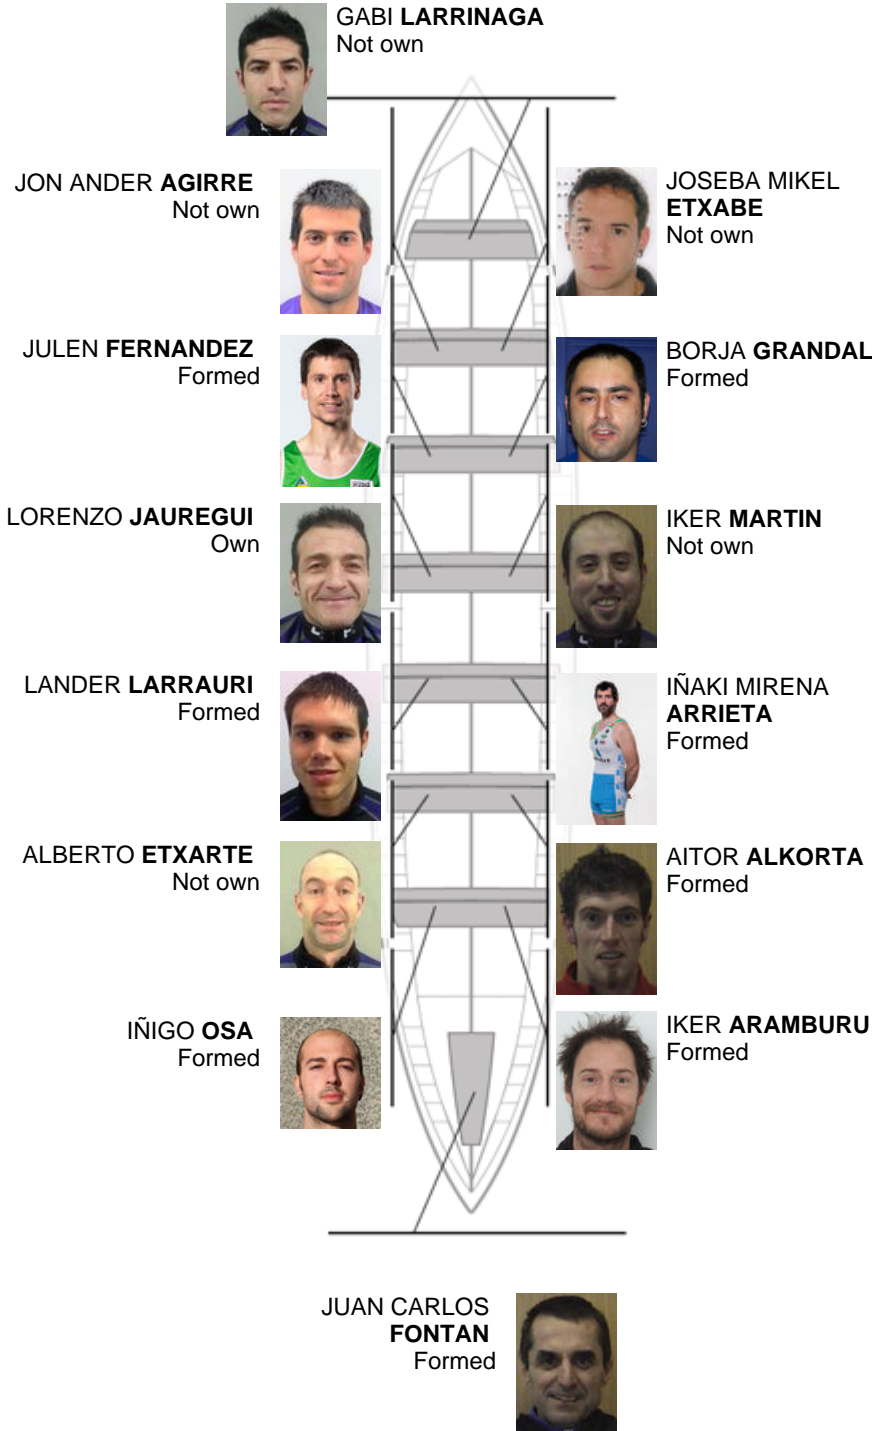 GABI LARRINAGA
Not own
JON ANDER AGIRRE
Not own
JOSEBA MIKEL
ETXABE
Not own
JULEN FERNANDEZ
Formed
BORJA GRANDAL
Formed
LORENZO JAUREGUI
Own
IKER MARTIN
Not own
LANDER LARRAURI
Formed
IÑAKI MIRENA
ARRIETA
Formed
ALBERTO ETXARTE
Not own
AITOR ALKORTA
Formed
IÑIGO OSA
Formed
IKER ARAMBURU
Formed
JUAN CARLOS
FONTAN
Formed